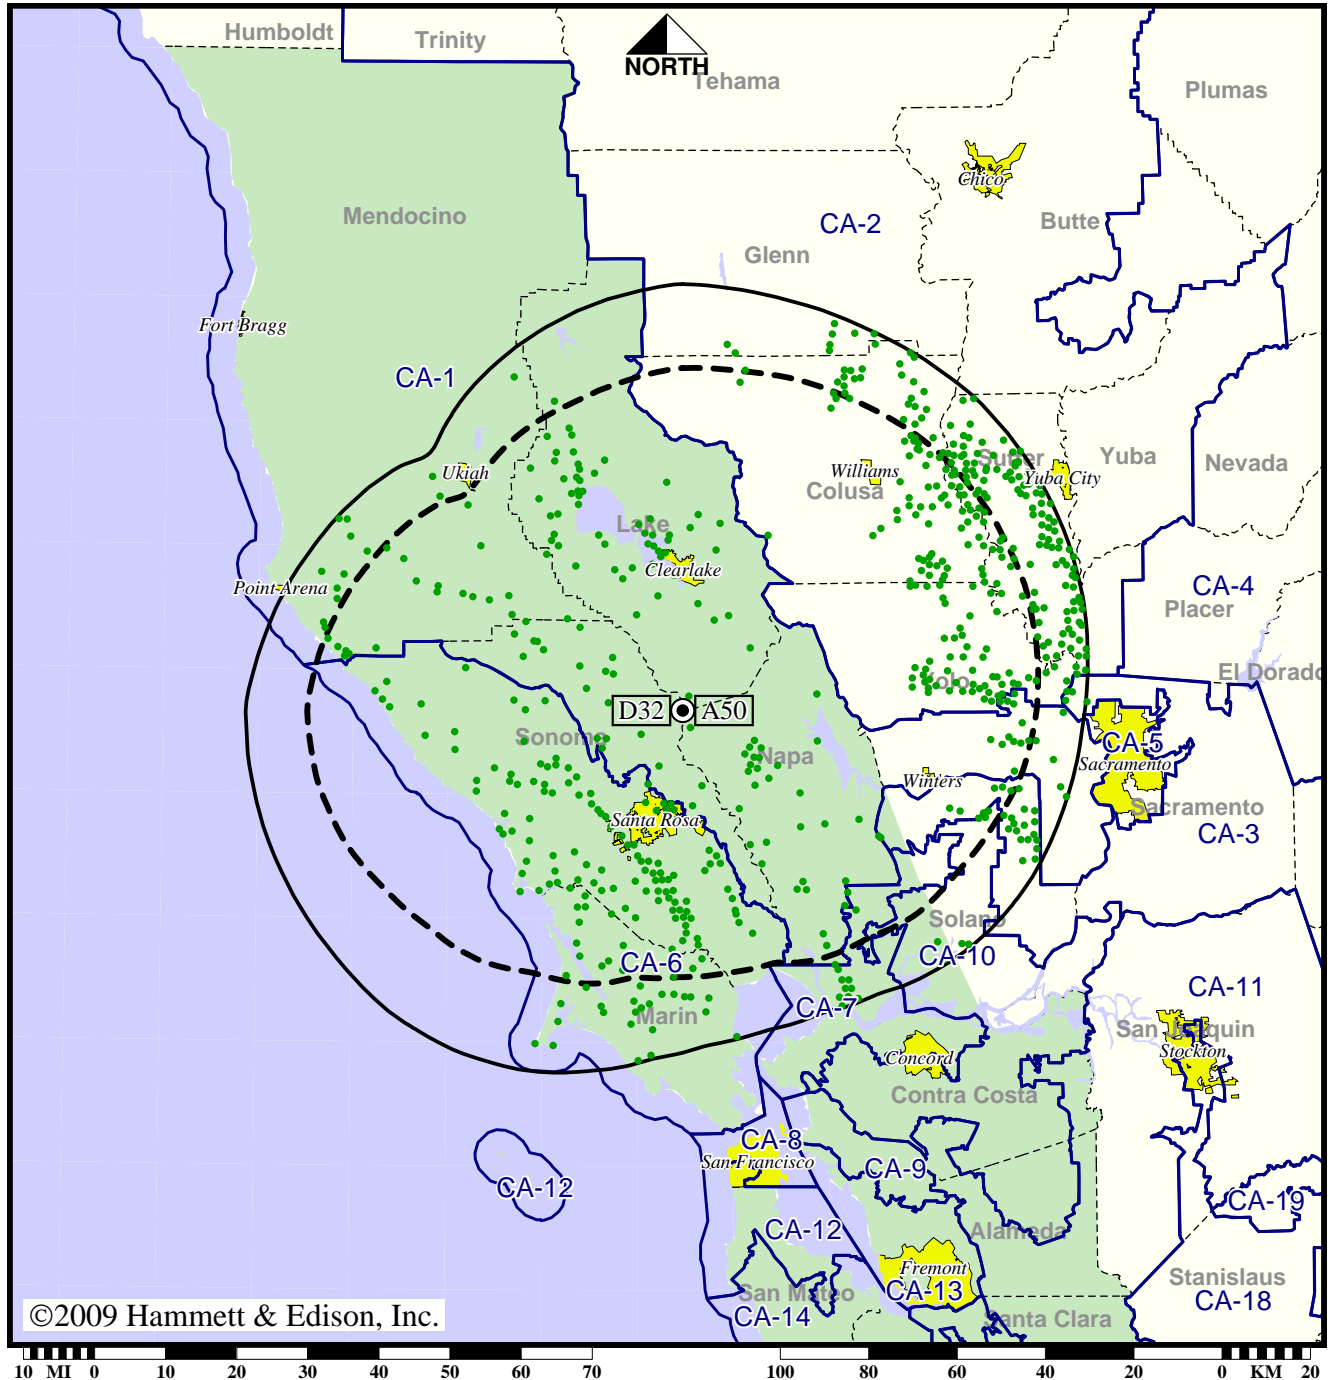 Humboldt
Trinity
NORTH
Tehama
Plumas
Chico
Mendocino
CA-2
Butte
Glenn
Fort Bragg
CA-1
Sutter
Yuba
Ukiah
Williams
Yuba City
Nevada
Colusa
Lake
Clearlake
Point Arena
CA-4
Placer
El Dorado
Yolo
D32
A50
Sonoma
CA-5
Napa
Sacramento
Winters
Sacramento
Santa Rosa
CA-3
Solano
CA-6
CA-10
CA-11
CA-7
Marin
San Joaquin
Stockton
Concord
Contra Costa
CA-8
San Francisco
CA-9
CA-12
CA-19
CA-12
Alameda
Fremont
Stanislaus
CA-13
San Mateo
CA-18
CA-14
Santa Clara
©2009 Hammett & Edison, Inc.
10 MI 0 10 20 30 40 50 60 70 100 80 60 40 20 0 KM 20